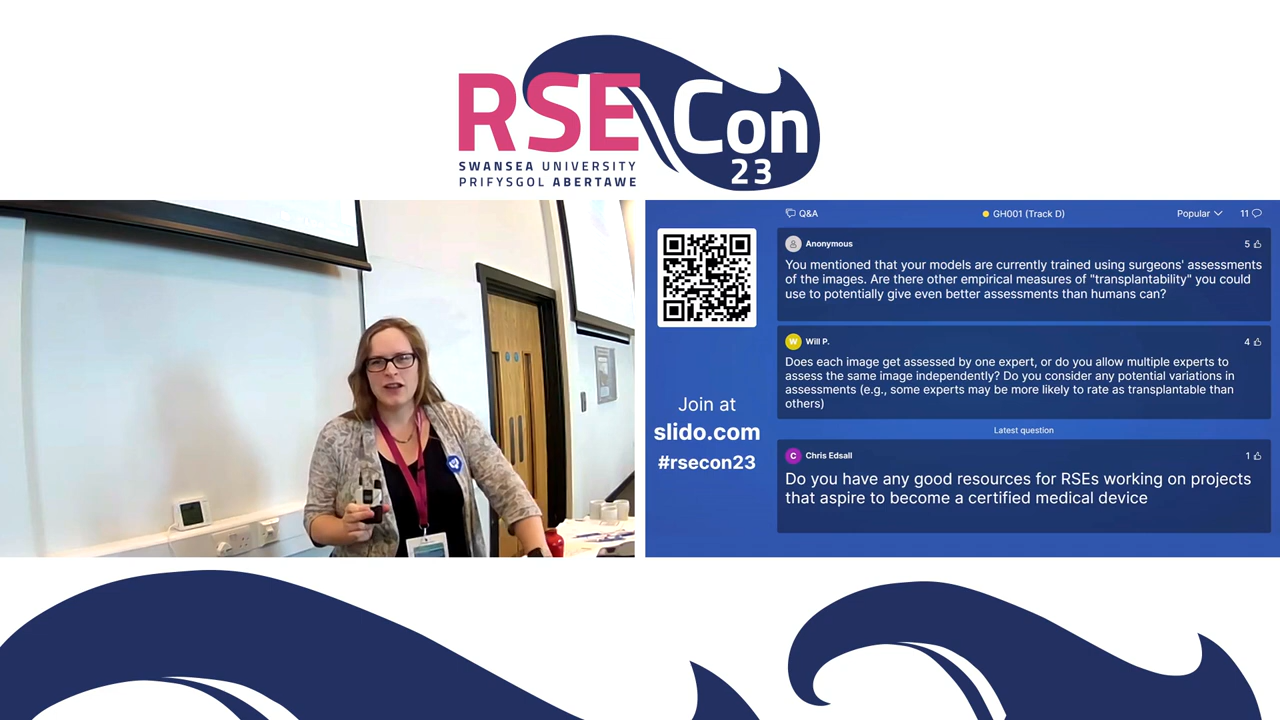 RSE Con
23
SWANSEA UNIVERSITY
PRIFYSGOL ABERTAWE
Q&A
GH001 (Track D)
Popular
11
Anonymous
5
You mentioned that your models are currently trained using surgeons' assessments
of the images. Are there other empirical measures of "transplantability" you could
use to potentially give even better assessments than humans can?
W
Will P.
4
Does each image get assessed by one expert, or do you allow multiple experts to
assess the same image independently? Do you consider any potential variations in
assessments (e.g., some experts may be more likely to rate as transplantable than
others)
Latest question
C
Chris Edsall
1
Do you have any good resources for RSEs working on projects
that aspire to become a certified medical device
Join at
slido.com
#rsecon23